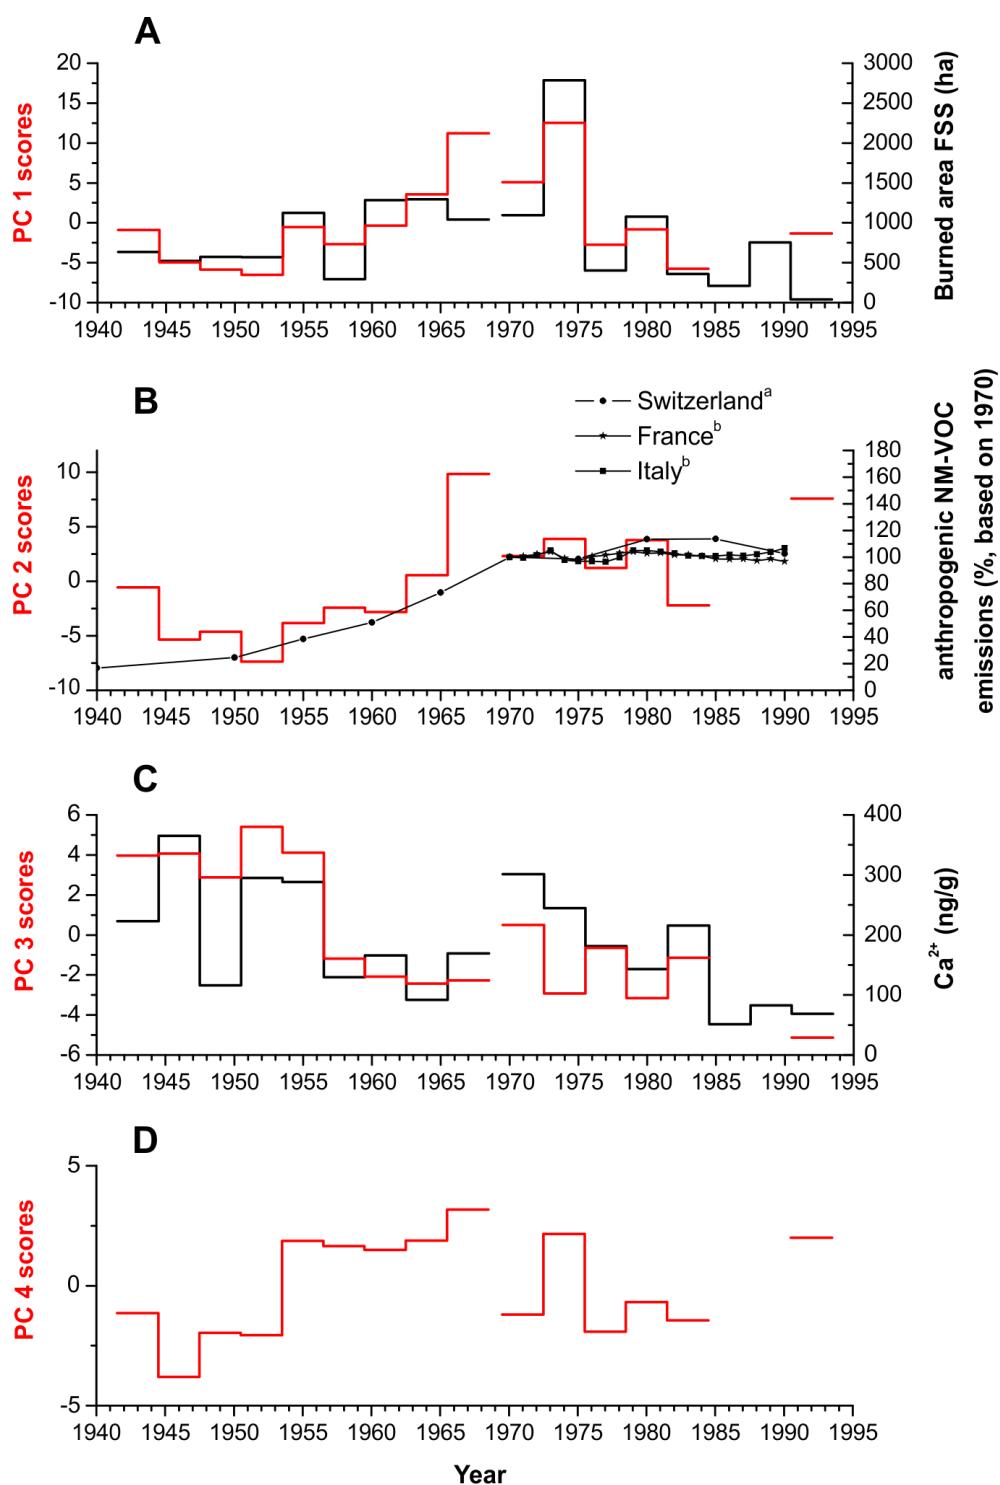 A
20
15
10
5
0
-5
-10
PC 1 scores
3000
2500
2000
1500
1000
500
0
Burned area FSS (ha)
1940 1945 1950 1955 1960 1965 1970 1975 1980 1985 1990 1995
B
Switzerlandᵃ
Franceᵇ
Italyᵇ
10
5
0
-5
-10
PC 2 scores
180
160
140
120
100
80
60
40
20
0
anthropogenic NM-VOC
emissions (%, based on 1970)
1940 1945 1950 1955 1960 1965 1970 1975 1980 1985 1990 1995
C
6
4
2
0
-2
-4
-6
PC 3 scores
400
300
200
100
0
Ca²⁺ (ng/g)
1940 1945 1950 1955 1960 1965 1970 1975 1980 1985 1990 1995
D
5
0
-5
PC 4 scores
1940 1945 1950 1955 1960 1965 1970 1975 1980 1985 1990 1995
Year